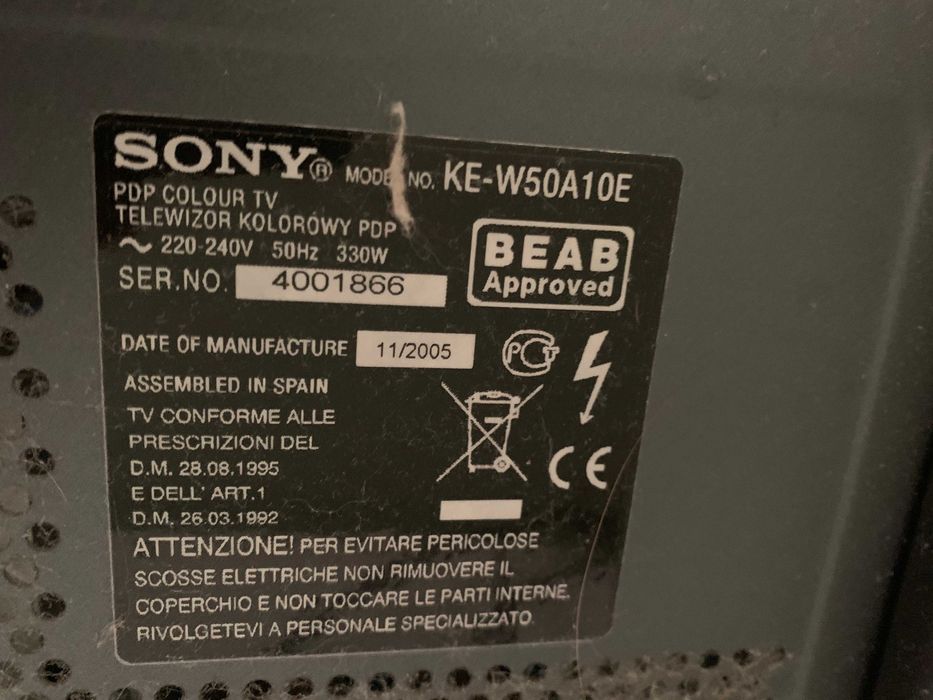 SONY® MODEL NO. KE-W50A10E
PDP COLOUR TV
TELEWIZOR KOLOROWY PDP
~ 220-240V 50Hz 330W
BEAB
Approved
SER.NO. 4001866
DATE OF MANUFACTURE 11/2005
PCT
ASSEMBLED IN SPAIN
TV CONFORME ALLE
PRESCRIZIONI DEL
D.M. 28.08.1995
E DELL' ART.1
D.M. 26.03.1992
CE
ATTENZIONE! PER EVITARE PERICOLOSE
SCOSSE ELETTRICHE NON RIMUOVERE IL
COPERCHIO E NON TOCCARE LE PARTI INTERNE.
RIVOLGETEVI A PERSONALE SPECIALIZZATO.